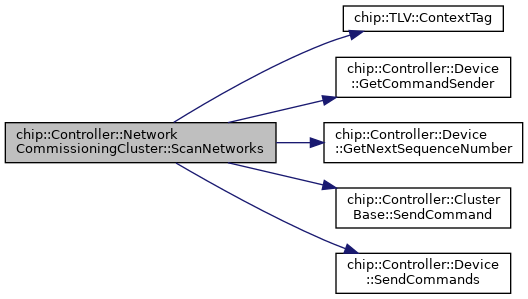 chip::Controller::Network
CommissioningCluster::ScanNetworks
chip::TLV::ContextTag
chip::Controller::Device
::GetCommandSender
chip::Controller::Device
::GetNextSequenceNumber
chip::Controller::Cluster
Base::SendCommand
chip::Controller::Device
::SendCommands